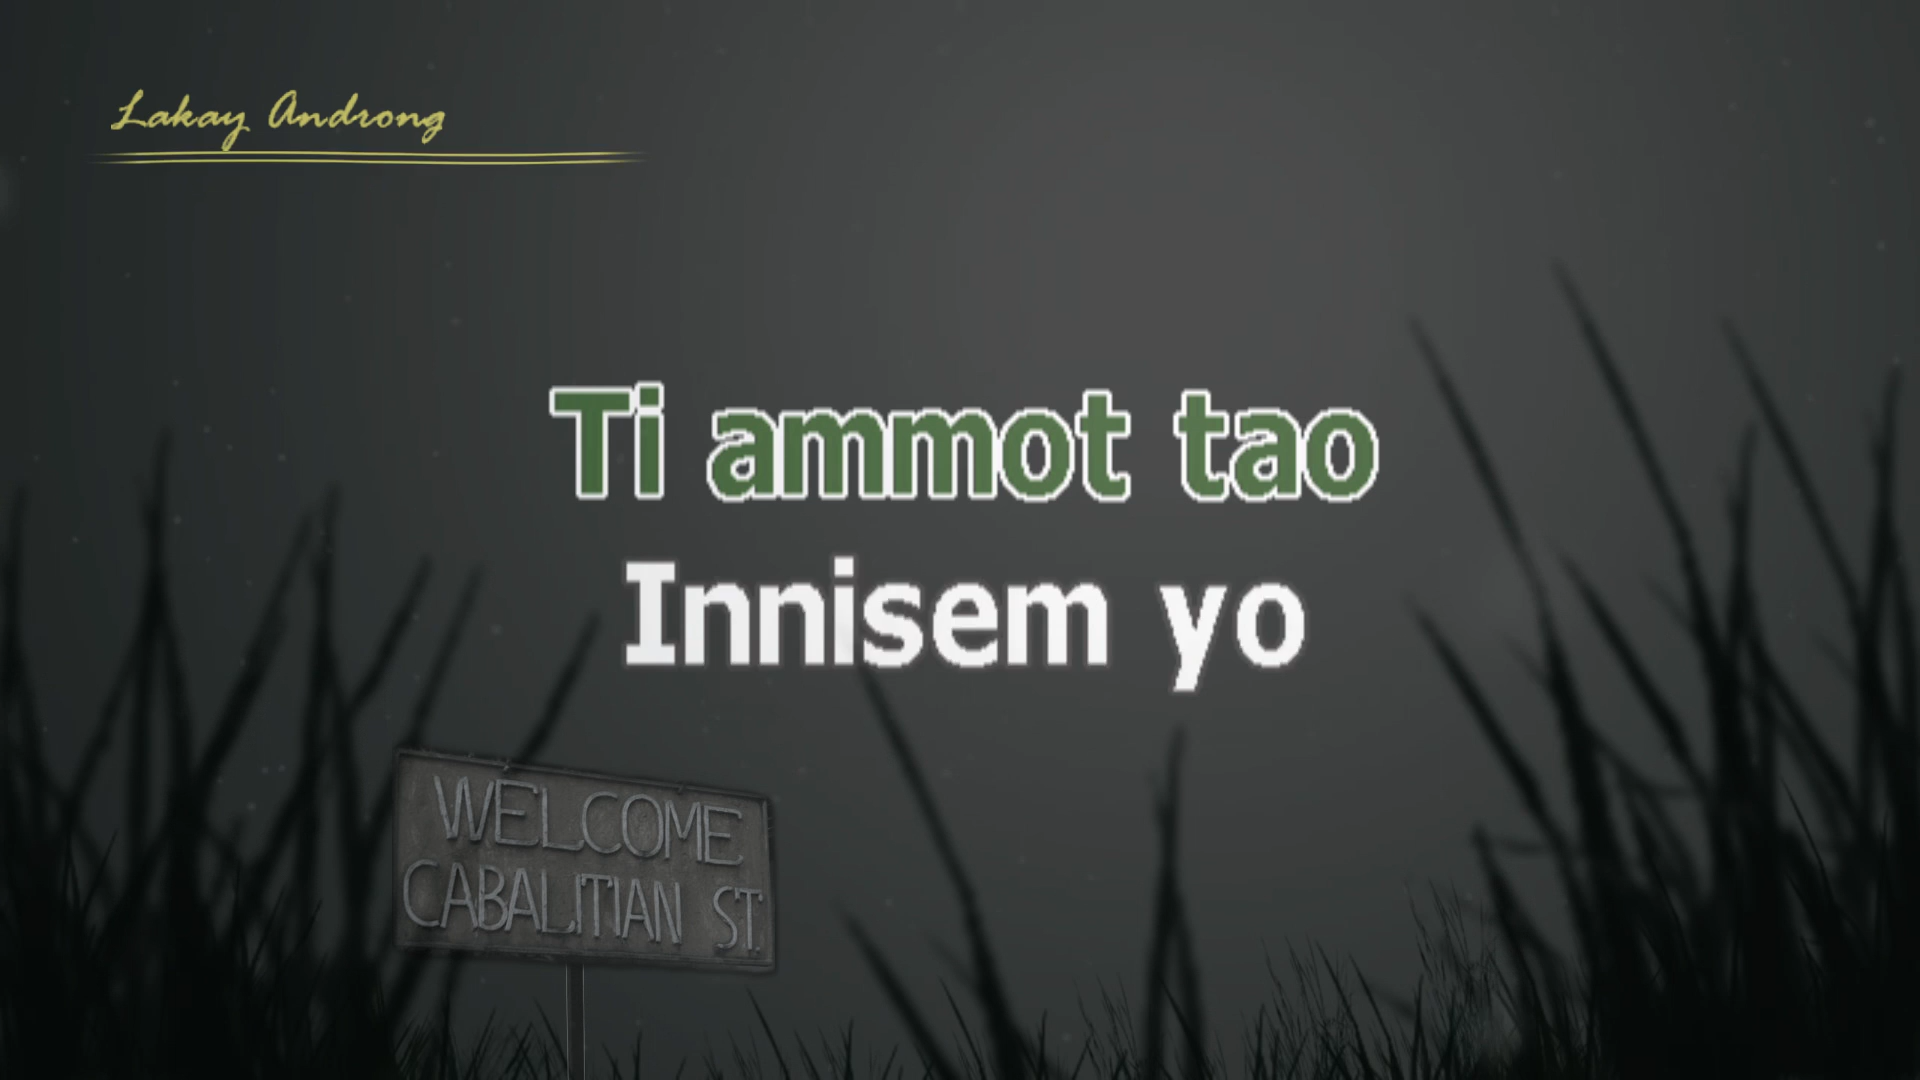 Lakay Androng
Ti ammot tao
Innisem yo
WELCOME
CABALITIAN ST.